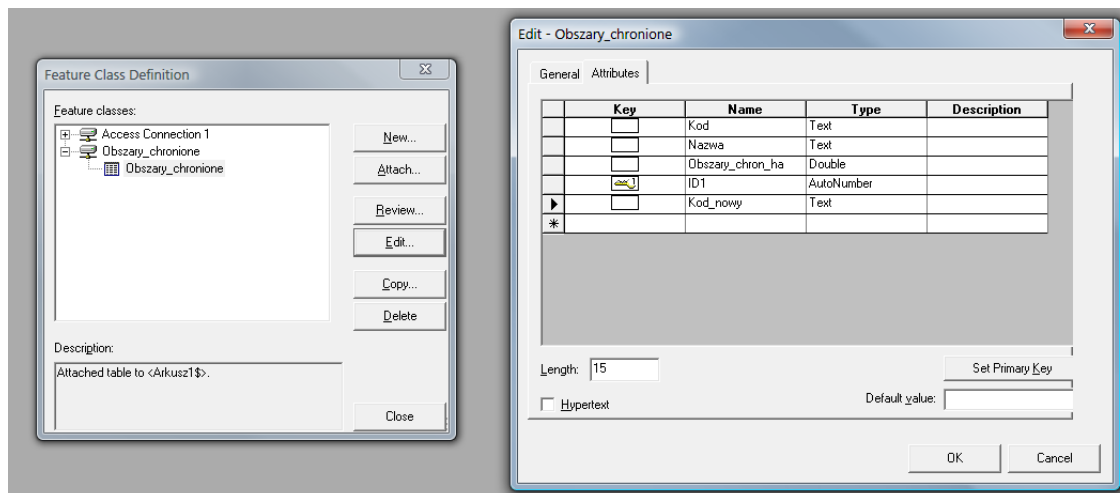 Feature Class Definition
Feature classes:
Access Connection 1
Obszary_chronione
Obszary_chronione
New...
Attach...
Review...
Edit...
Copy...
Delete
Description:
Attached table to <Arkusz1$>.
Close
Edit - Obszary_chronione
General Attributes
Key Name Type Description
Kod Text
Nazwa Text
Obszary_chron_ha Double
ID1 AutoNumber
Kod_nowy Text
Length: 15
Set Primary Key
Hypertext
Default value:
OK Cancel